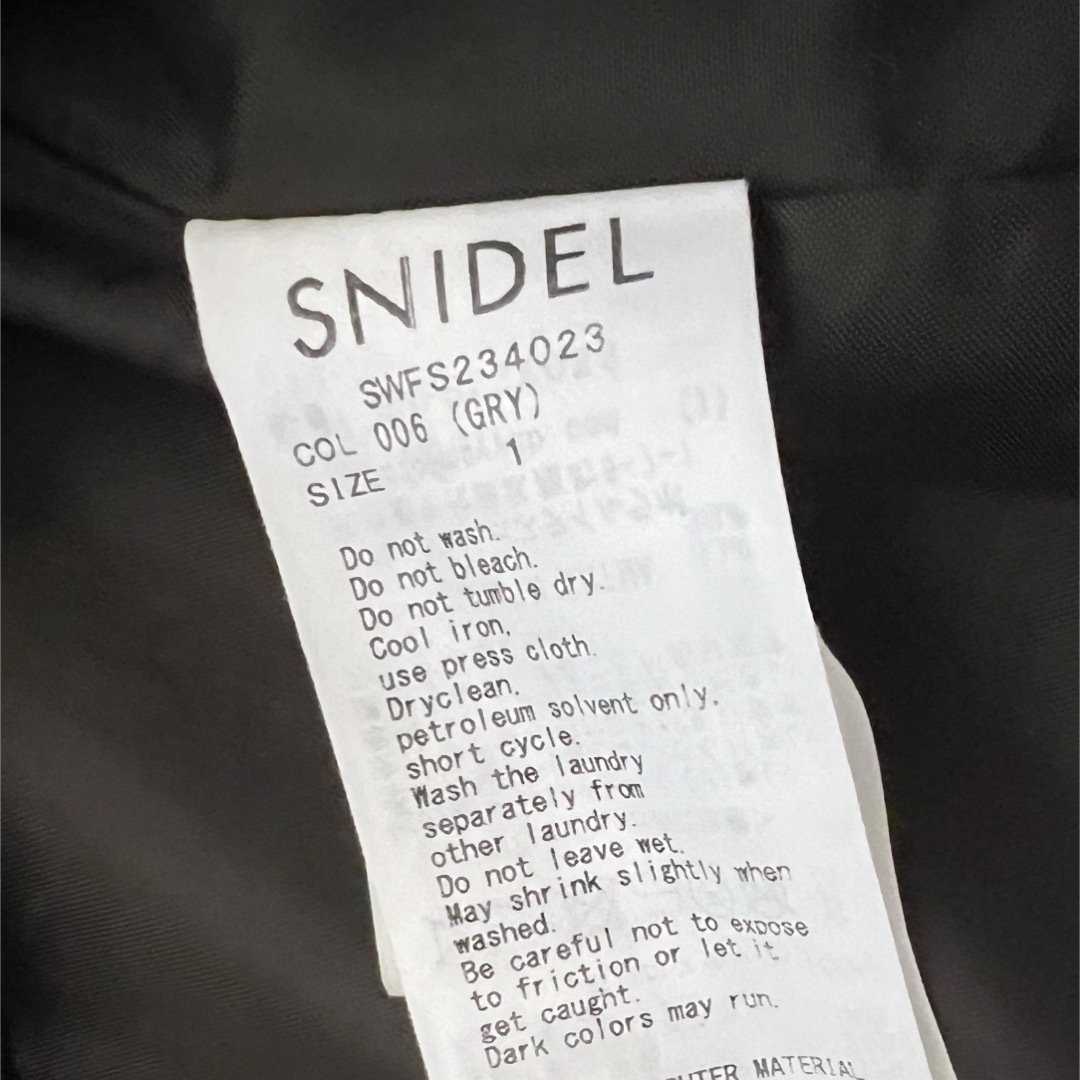 SNIDEL
SWFS234023
COL 006 (GRY)
SIZE 1
Do not wash.
Do not bleach.
Do not tumble dry.
Cool iron,
use press cloth.
Dryclean.
petroleum solvent only.
short cycle.
Wash the laundry
separately from
other laundry.
Do not leave wet.
May shrink slightly when
washed.
Be careful not to expose
to friction or let it
get caught.
Dark colors may run.
OUTER MATERIAL